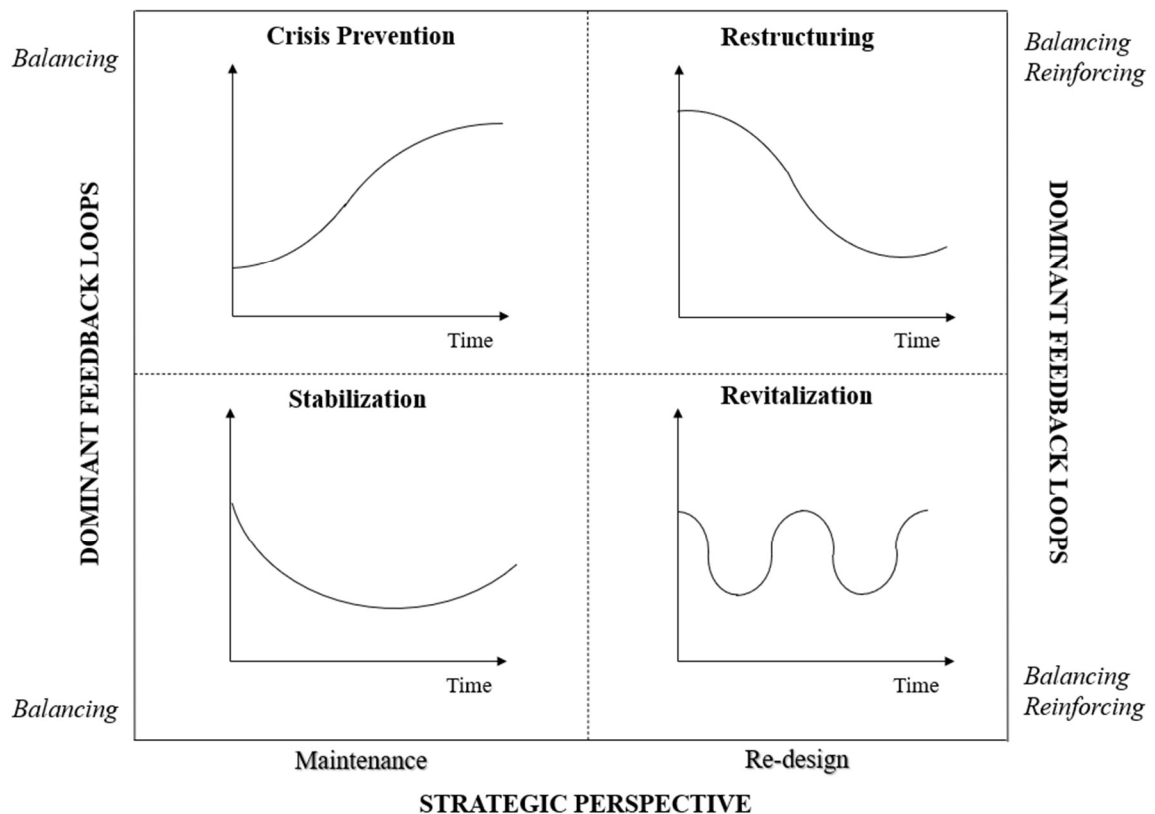 Crisis Prevention
Restructuring
Balancing
Balancing
Reinforcing
Time
Time
DOMINANT FEEDBACK LOOPS
DOMINANT FEEDBACK LOOPS
Stabilization
Revitalization
Time
Time
Balancing
Balancing
Reinforcing
Maintenance
Re-design
STRATEGIC PERSPECTIVE